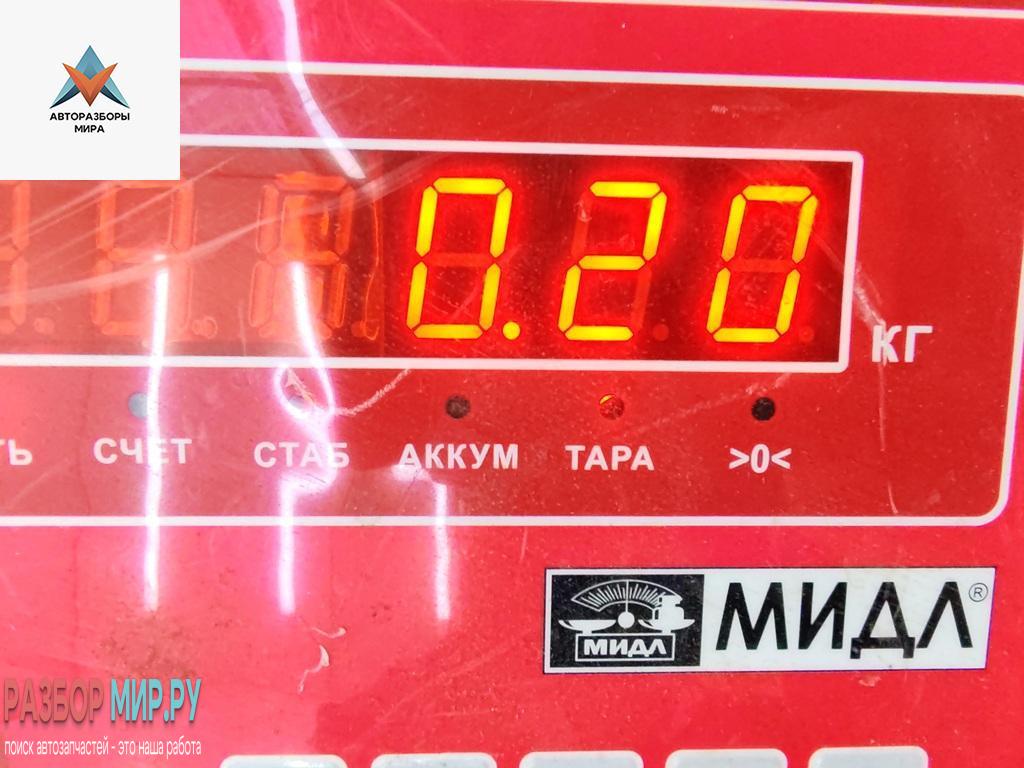 АВТОРАЗБОРЫ
МИРА
0.20
КГ
ТЬ СЧЕТ СТАБ АККУМ ТАРА >0<
МИДЛ МИДЛ®
РАЗБОР МИР.РУ
поиск автозапчастей - это наша работа